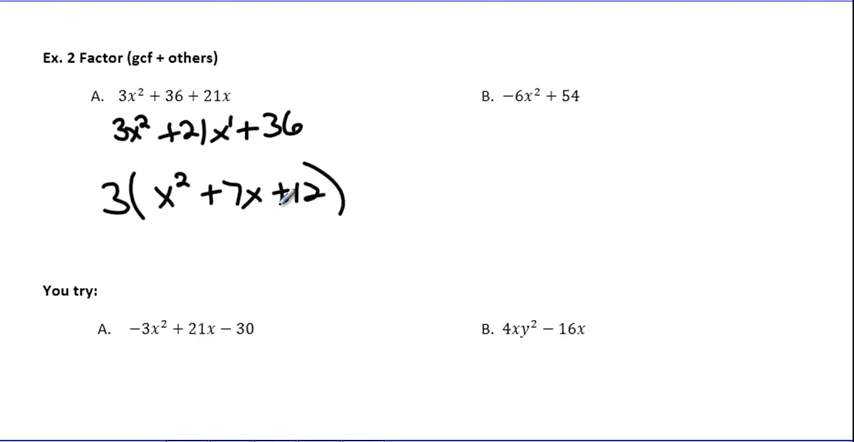 Ex. 2 Factor (gcf + others)
A. 3x² + 36 + 21x
3x² + 21x¹ + 36
3(x² + 7x + 12)
B. −6x² + 54
You try:
A. −3x² + 21x − 30
B. 4xy² − 16x